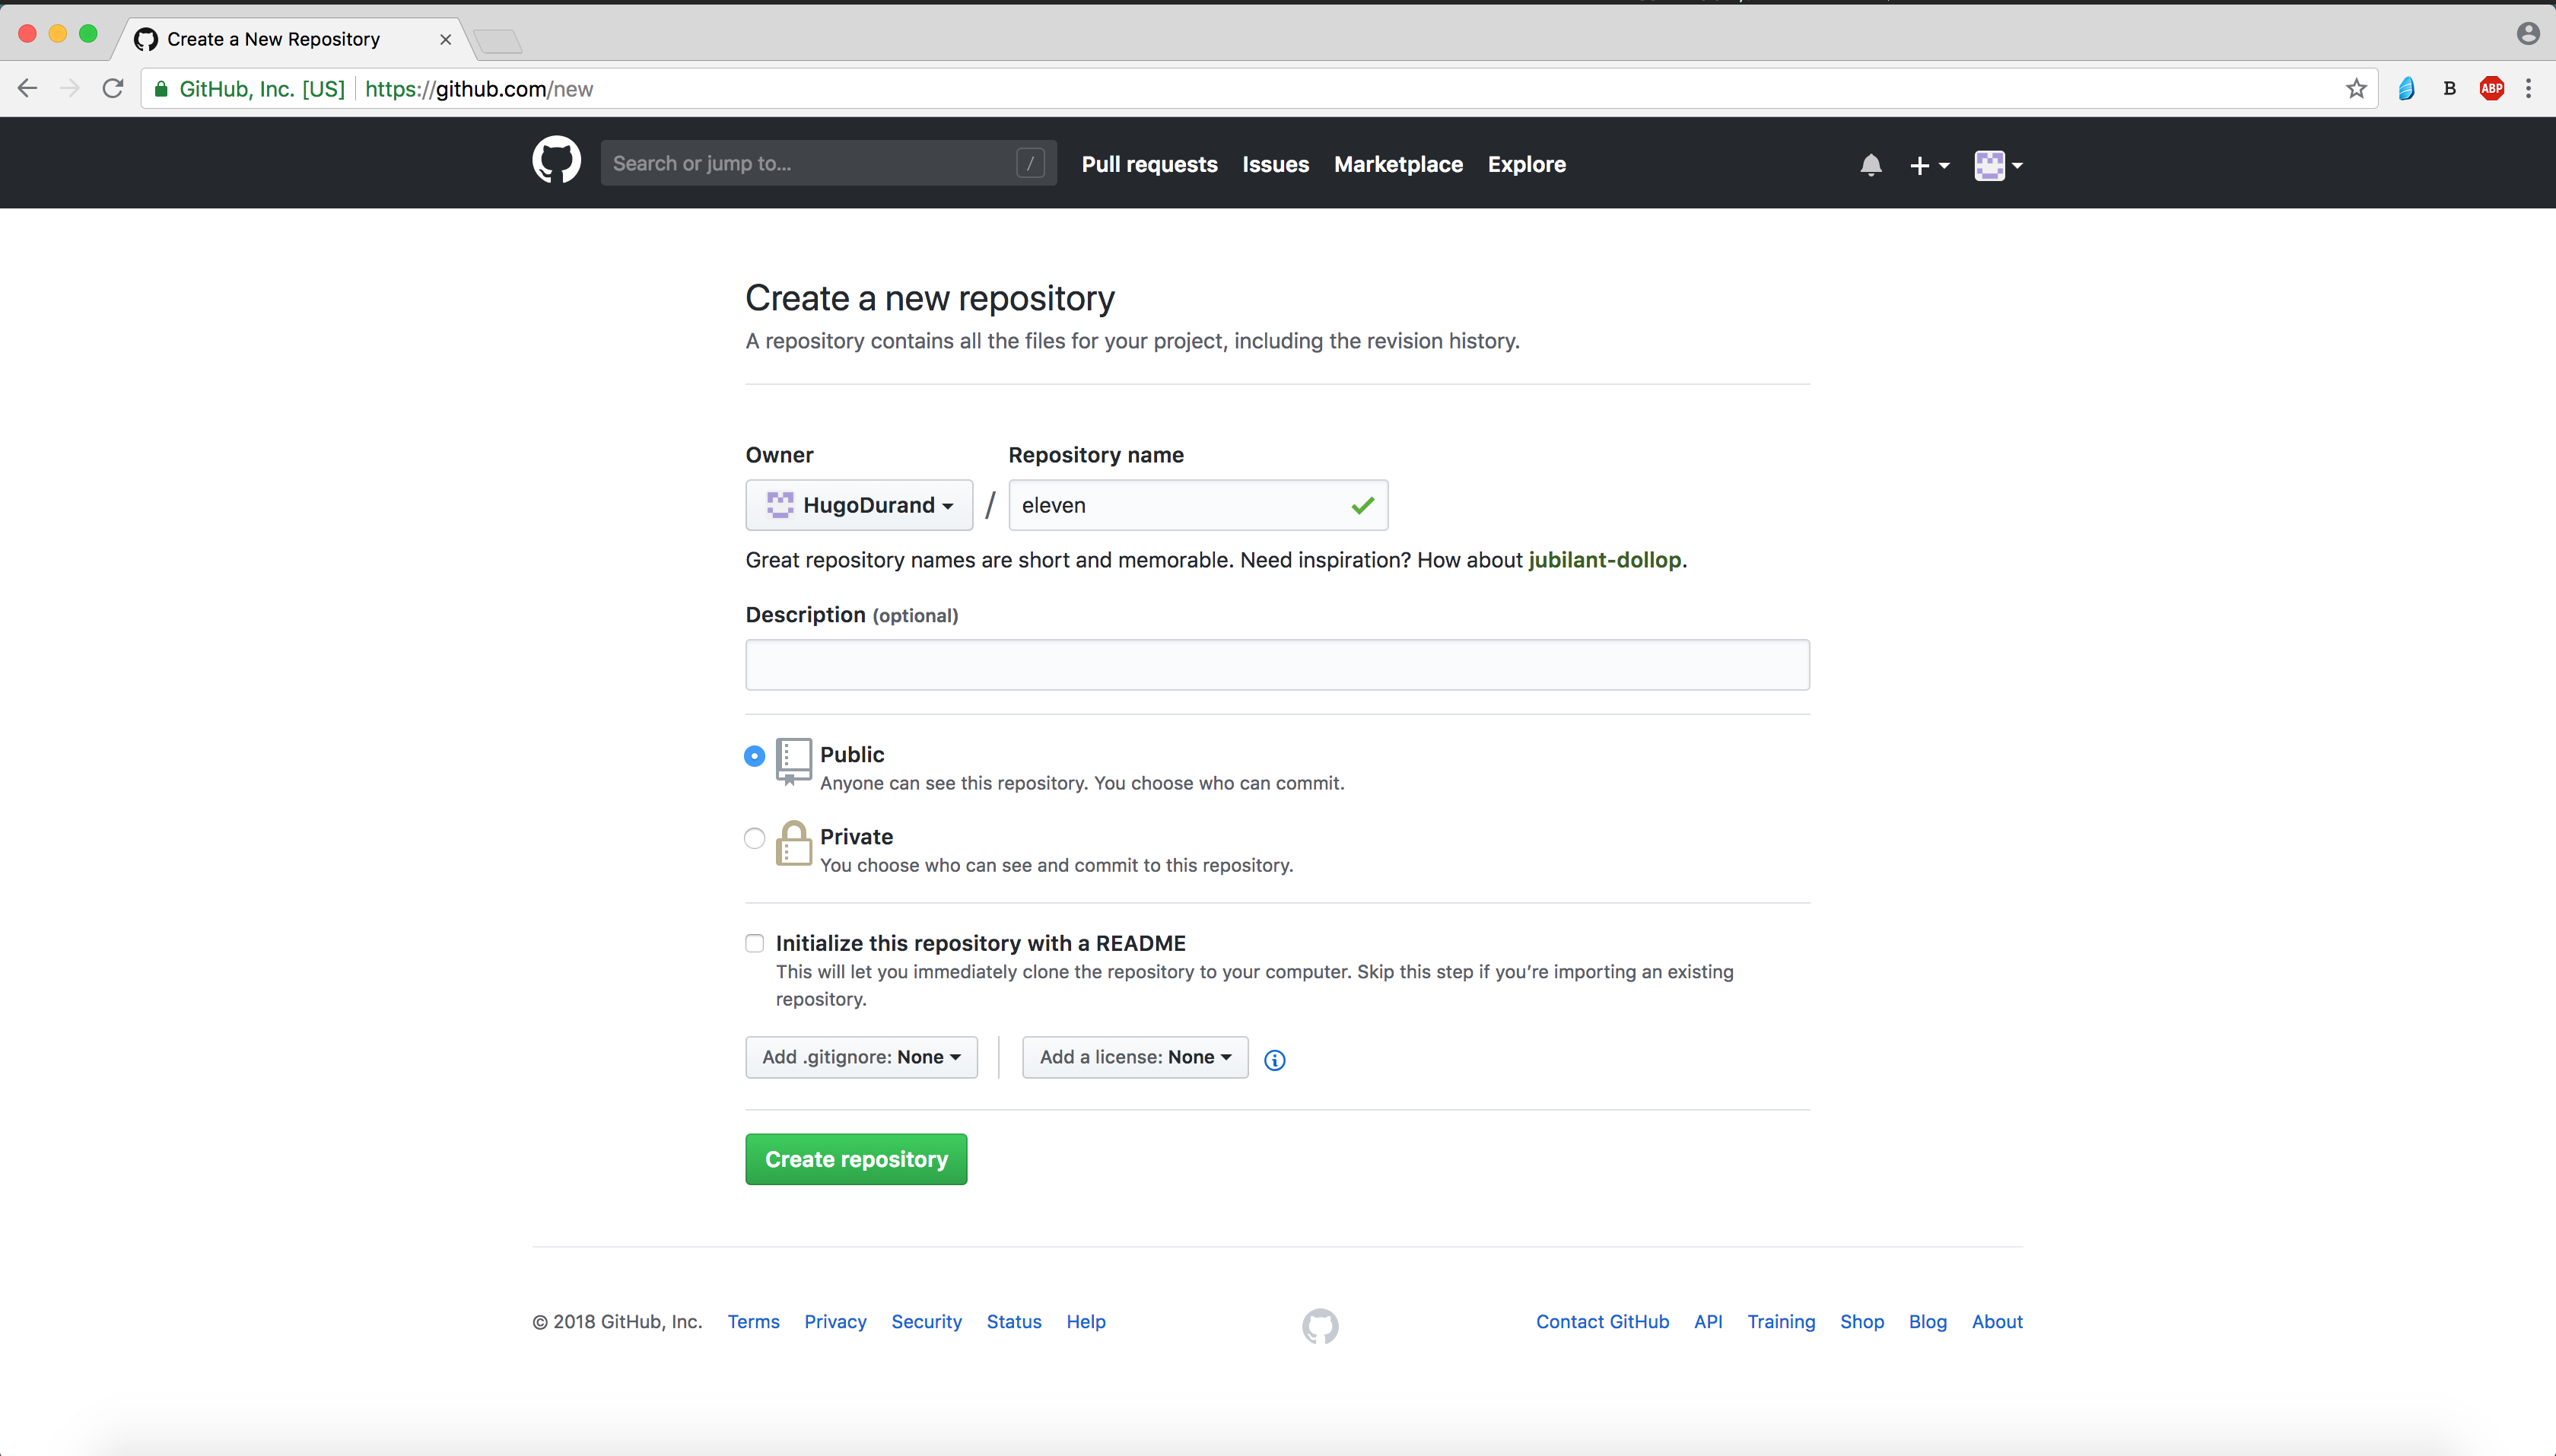 Create a New Repository
GitHub, Inc. [US] https://github.com/new
B ABP
Search or jump to... / Pull requests Issues Marketplace Explore
Create a new repository
A repository contains all the files for your project, including the revision history.
Owner Repository name
HugoDurand / eleven
Great repository names are short and memorable. Need inspiration? How about jubilant-dollop.
Description (optional)
Public
Anyone can see this repository. You choose who can commit.
Private
You choose who can see and commit to this repository.
Initialize this repository with a README
This will let you immediately clone the repository to your computer. Skip this step if you’re importing an existing
repository.
Add .gitignore: None Add a license: None
Create repository
© 2018 GitHub, Inc. Terms Privacy Security Status Help Contact GitHub API Training Shop Blog About